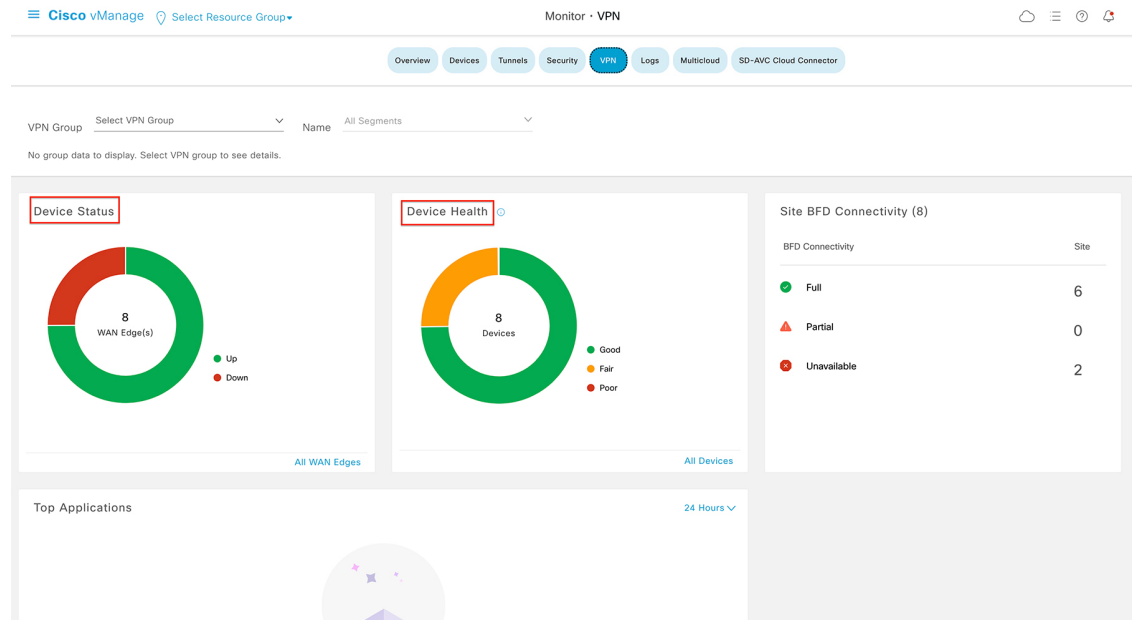 Cisco vManage Select Resource Group Monitor · VPN
Overview Devices Tunnels Security VPN Logs Multicloud SD-AVC Cloud Connector
VPN Group Select VPN Group Name All Segments
No group data to display. Select VPN group to see details.
Device Status
8
WAN Edge(s)
Up
Down
All WAN Edges
Device Health
8
Devices
Good
Fair
Poor
All Devices
Site BFD Connectivity (8)
BFD Connectivity Site
Full 6
Partial 0
Unavailable 2
Top Applications 24 Hours